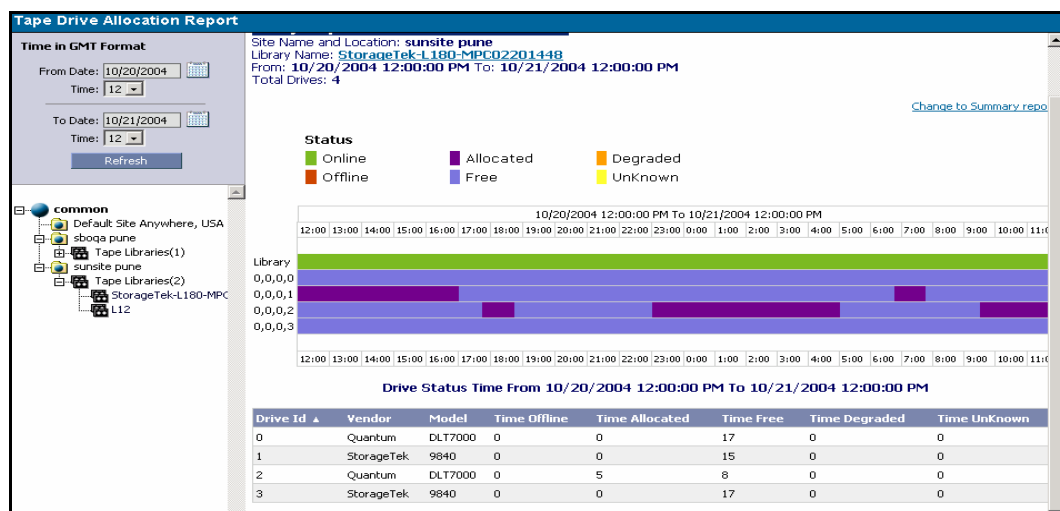 Tape Drive Allocation Report
Time in GMT Format
From Date: 10/20/2004
Time: 12
To Date: 10/21/2004
Time: 12
Refresh
common
Default Site Anywhere, USA
sboqa pune
Tape Libraries(1)
sunsite pune
Tape Libraries(2)
StorageTek-L180-MPC
L12
Site Name and Location: sunsite pune
Library Name: StorageTek-L180-MPC02201448
From: 10/20/2004 12:00:00 PM To: 10/21/2004 12:00:00 PM
Total Drives: 4
Change to Summary repo
Status
Online Allocated Degraded
Offline Free UnKnown
10/20/2004 12:00:00 PM To 10/21/2004 12:00:00 PM
12:00 13:00 14:00 15:00 16:00 17:00 18:00 19:00 20:00 21:00 22:00 23:00 0:00 1:00 2:00 3:00 4:00 5:00 6:00 7:00 8:00 9:00 10:00 11:0
Library
0,0,0,0
0,0,0,1
0,0,0,2
0,0,0,3
12:00 13:00 14:00 15:00 16:00 17:00 18:00 19:00 20:00 21:00 22:00 23:00 0:00 1:00 2:00 3:00 4:00 5:00 6:00 7:00 8:00 9:00 10:00 11:0
Drive Status Time From 10/20/2004 12:00:00 PM To 10/21/2004 12:00:00 PM
Drive Id Vendor Model Time Offline Time Allocated Time Free Time Degraded Time UnKnown
0 Quantum DLT7000 0 0 17 0 0
1 StorageTek 9840 0 0 15 0 0
2 Quantum DLT7000 0 5 8 0 0
3 StorageTek 9840 0 0 17 0 0